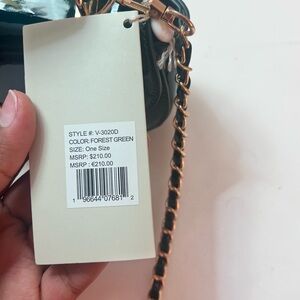 STYLE #: V-3020D
COLOR: FOREST GREEN
SIZE: One Size
MSRP: $210.00
MSRP : €210.00
1 96644 07681 2